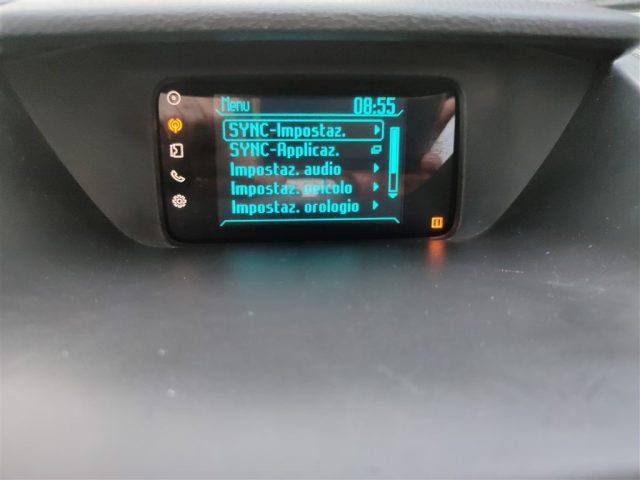 Menu 08:55
SYNC-Impostaz.
SYNC-Applicaz.
Impostaz. audio
Impostaz. veicolo
Impostaz. orologio